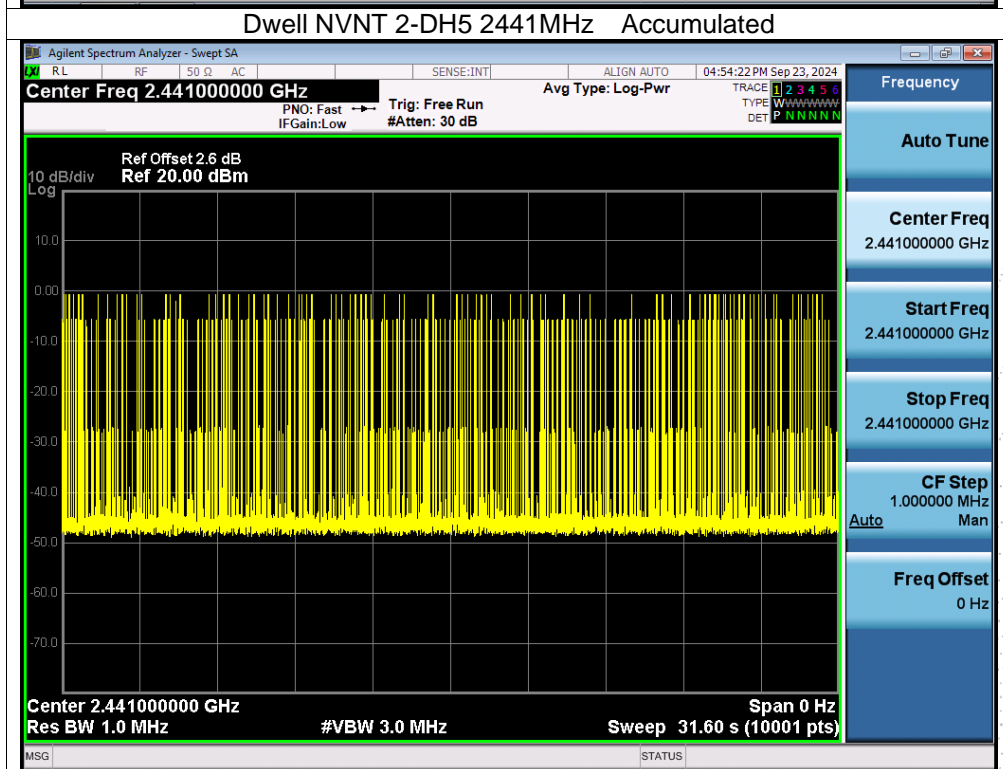 Dwell NVNT 2-DH5 2441MHz Accumulated
Agilent Spectrum Analyzer - Swept SA
LXI RL RF 50 Ω AC SENSE:INT ALIGN AUTO 04:54:22 PM Sep 23, 2024
Center Freq 2.441000000 GHz
PNO: Fast
IFGain:Low
Trig: Free Run
#Atten: 30 dB
Avg Type: Log-Pwr
TRACE 1 2 3 4 5 6
TYPE WWWWWW
DET P N N N N N
Ref Offset 2.6 dB
10 dB/div Ref 20.00 dBm
Log
10.0
0.00
-10.0
-20.0
-30.0
-40.0
-50.0
-60.0
-70.0
Center 2.441000000 GHz Span 0 Hz
Res BW 1.0 MHz #VBW 3.0 MHz Sweep 31.60 s (10001 pts)
MSG STATUS
Frequency
Auto Tune
Center Freq
2.441000000 GHz
Start Freq
2.441000000 GHz
Stop Freq
2.441000000 GHz
CF Step
1.000000 MHz
Auto Man
Freq Offset
0 Hz